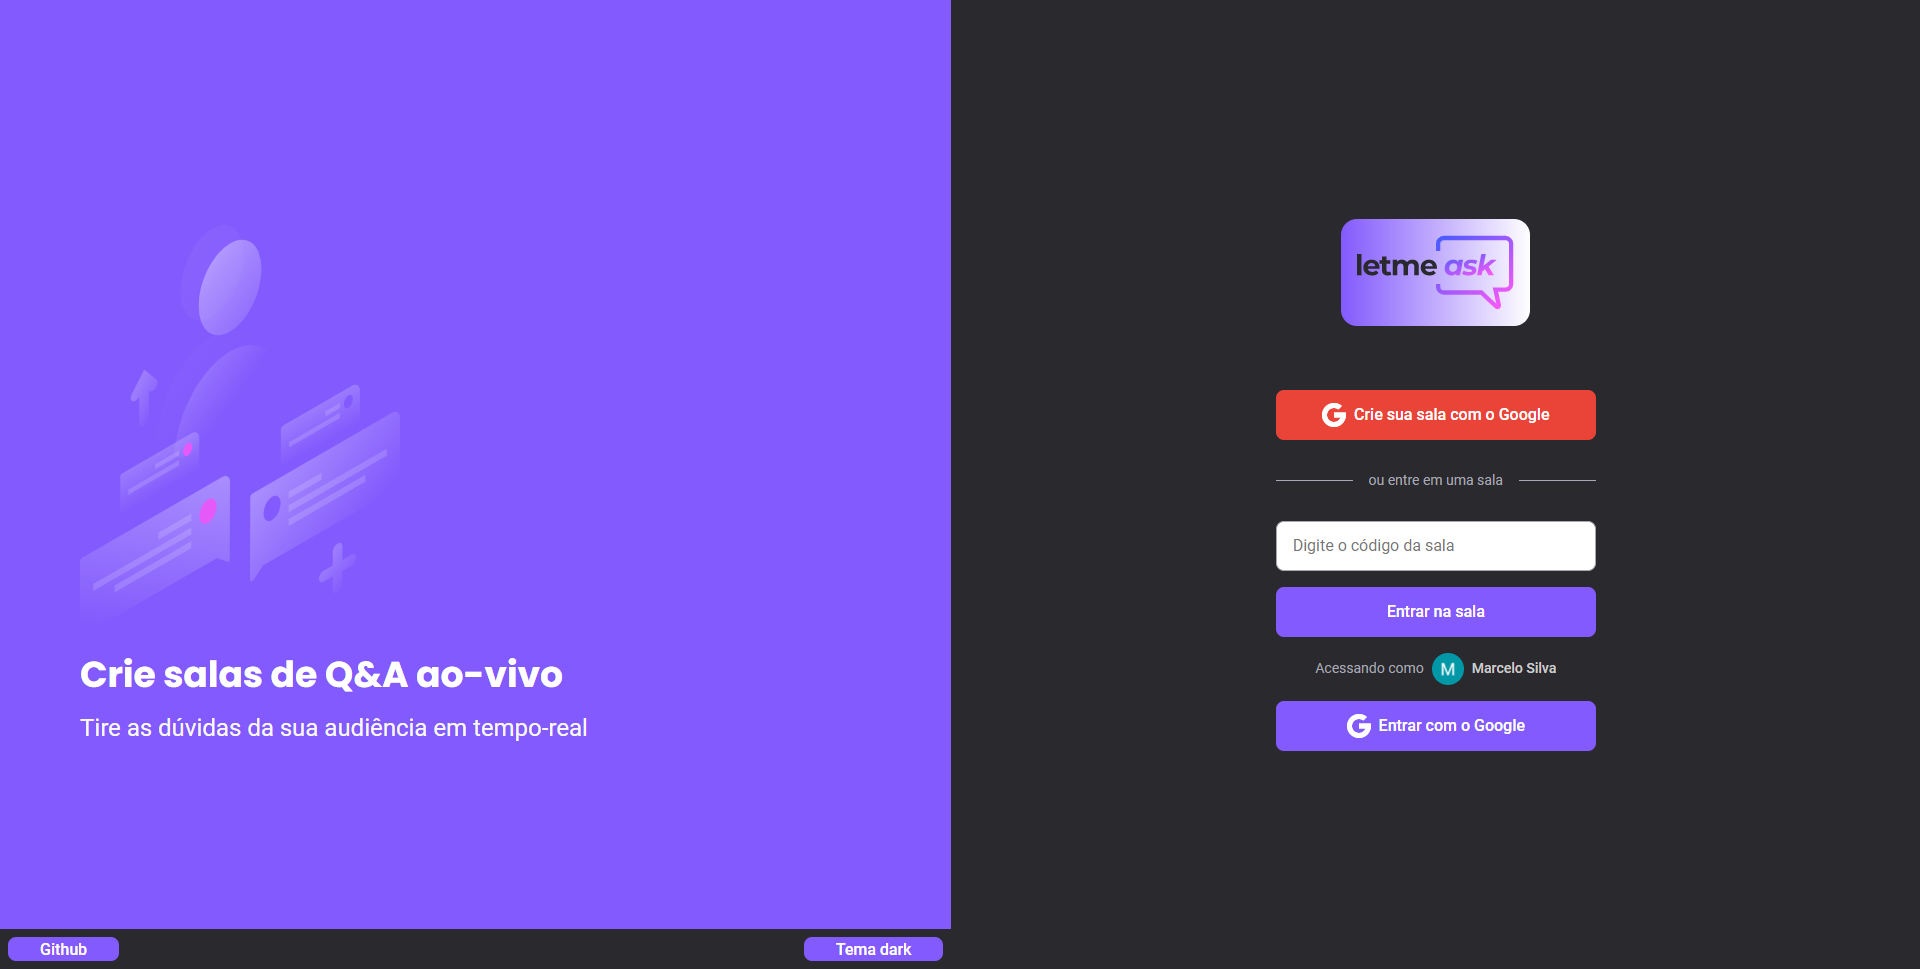 Crie salas de Q&A ao-vivo
Tire as dúvidas da sua audiência em tempo-real
Github
Tema dark
letme ask
Crie sua sala com o Google
ou entre em uma sala
Digite o código da sala
Entrar na sala
Acessando como M Marcelo Silva
Entrar com o Google